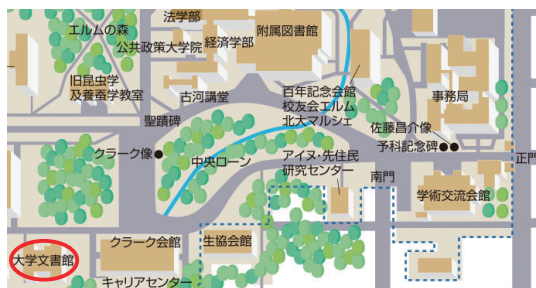 法学部
エルムの森
公共政策大学院
経済学部
附属図書館
旧昆虫学
及養蚕学教室
古河講堂
百年記念会館
校友会エルム
北大マルシェ
事務局
聖蹟碑
佐藤昌介像
クラーク像
中央ローン
アイヌ・先住民
研究センター
予科記念碑
正門
南門
学術交流会館
クラーク会館
生協会館
大学文書館
キャリアセンター